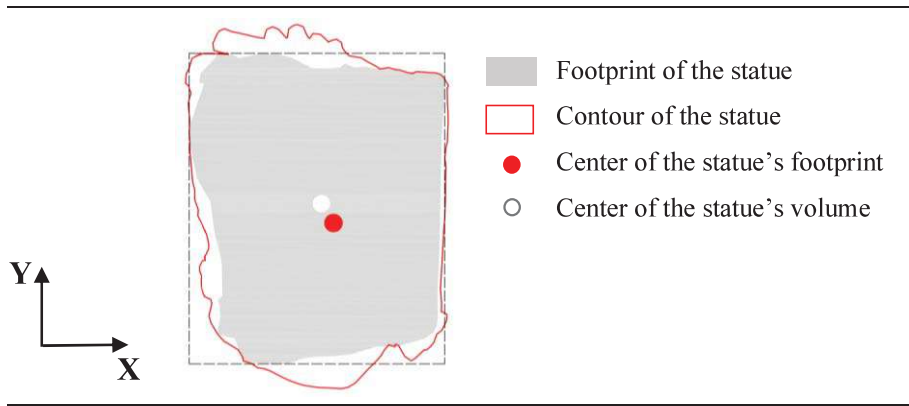 Footprint of the statue
Contour of the statue
Center of the statue’s footprint
Center of the statue’s volume
Y
X